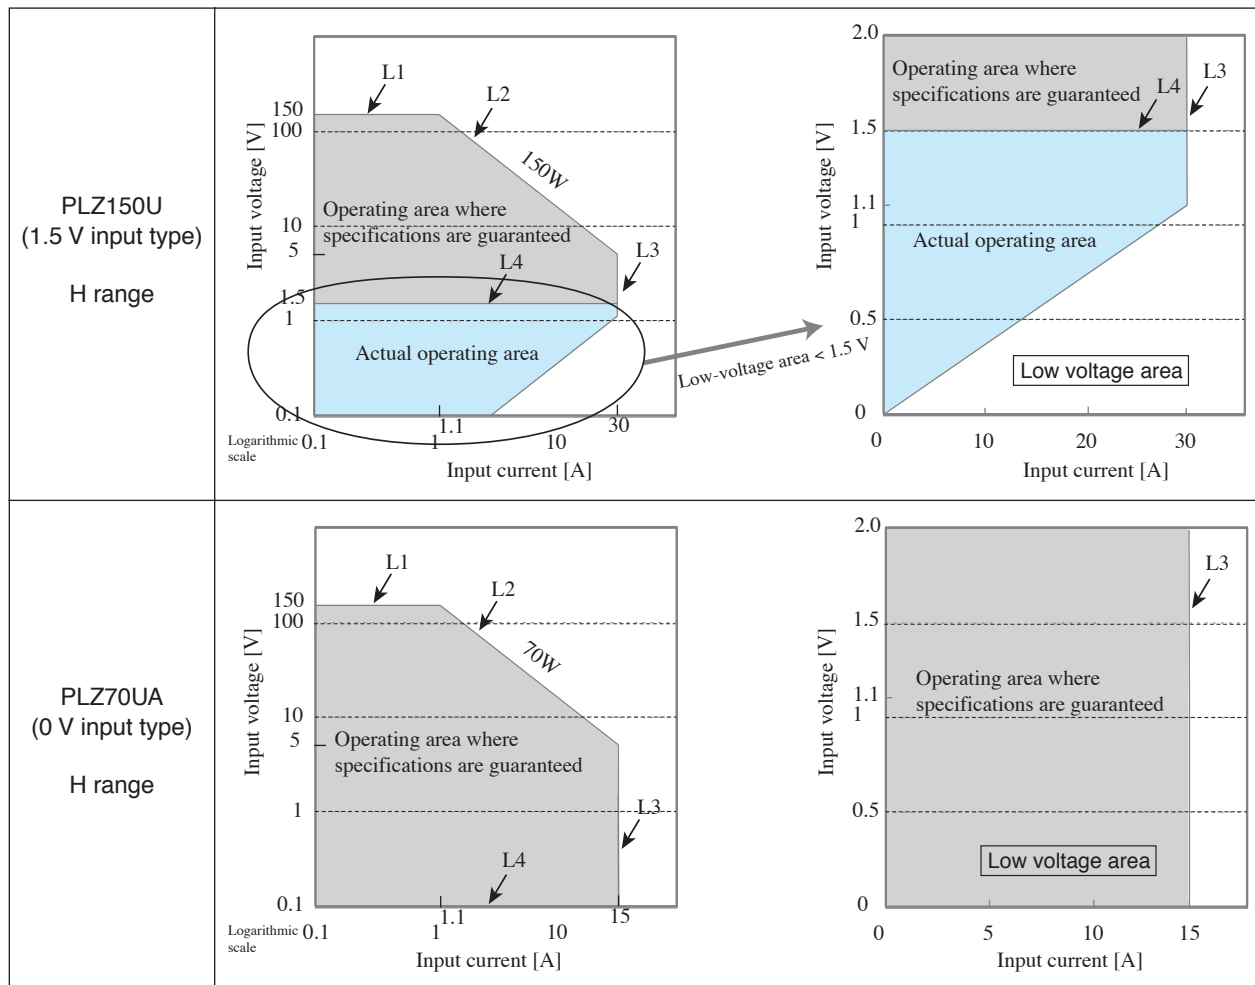 PLZ150U
(1.5 V input type)
H range
L1
L2
150W
150
100
10
5
1.5
1
0.1
Input voltage [V]
Operating area where
specifications are guaranteed
L4
L3
Actual operating area
Low-voltage area < 1.5 V
Logarithmic
scale
0.1
1
1.1
10
30
Input current [A]
2.0
1.5
1.1
1
0.5
0
Input voltage [V]
Operating area where
specifications are guaranteed
L4
L3
Actual operating area
Low voltage area
0
10
20
30
Input current [A]
PLZ70UA
(0 V input type)
H range
L1
L2
70W
150
100
10
5
1
0.1
Input voltage [V]
Operating area where
specifications are guaranteed
L3
L4
Logarithmic
scale
0.1
1
1.1
10
15
Input current [A]
2.0
1.5
1.1
1
0.5
0
Input voltage [V]
L3
Operating area where
specifications are guaranteed
Low voltage area
0
5
10
15
Input current [A]